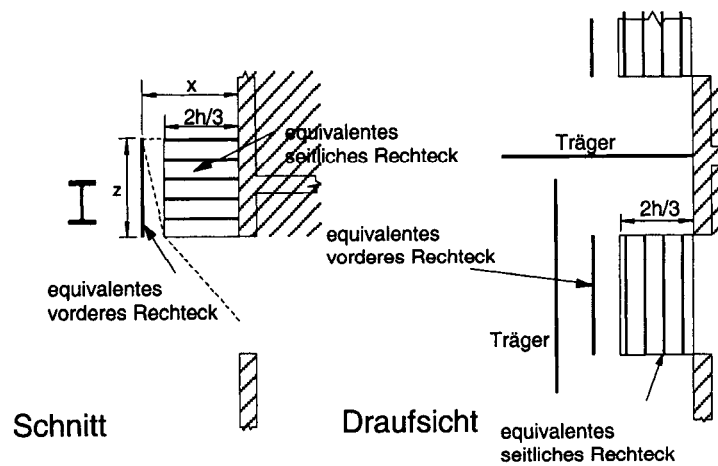 x
2h/3
equivalentes
seitliches Rechteck
z
equivalentes
vorderes Rechteck
Schnitt
Träger
2h/3
equivalentes
vorderes Rechteck
Träger
Draufsicht
equivalentes
seitliches Rechteck